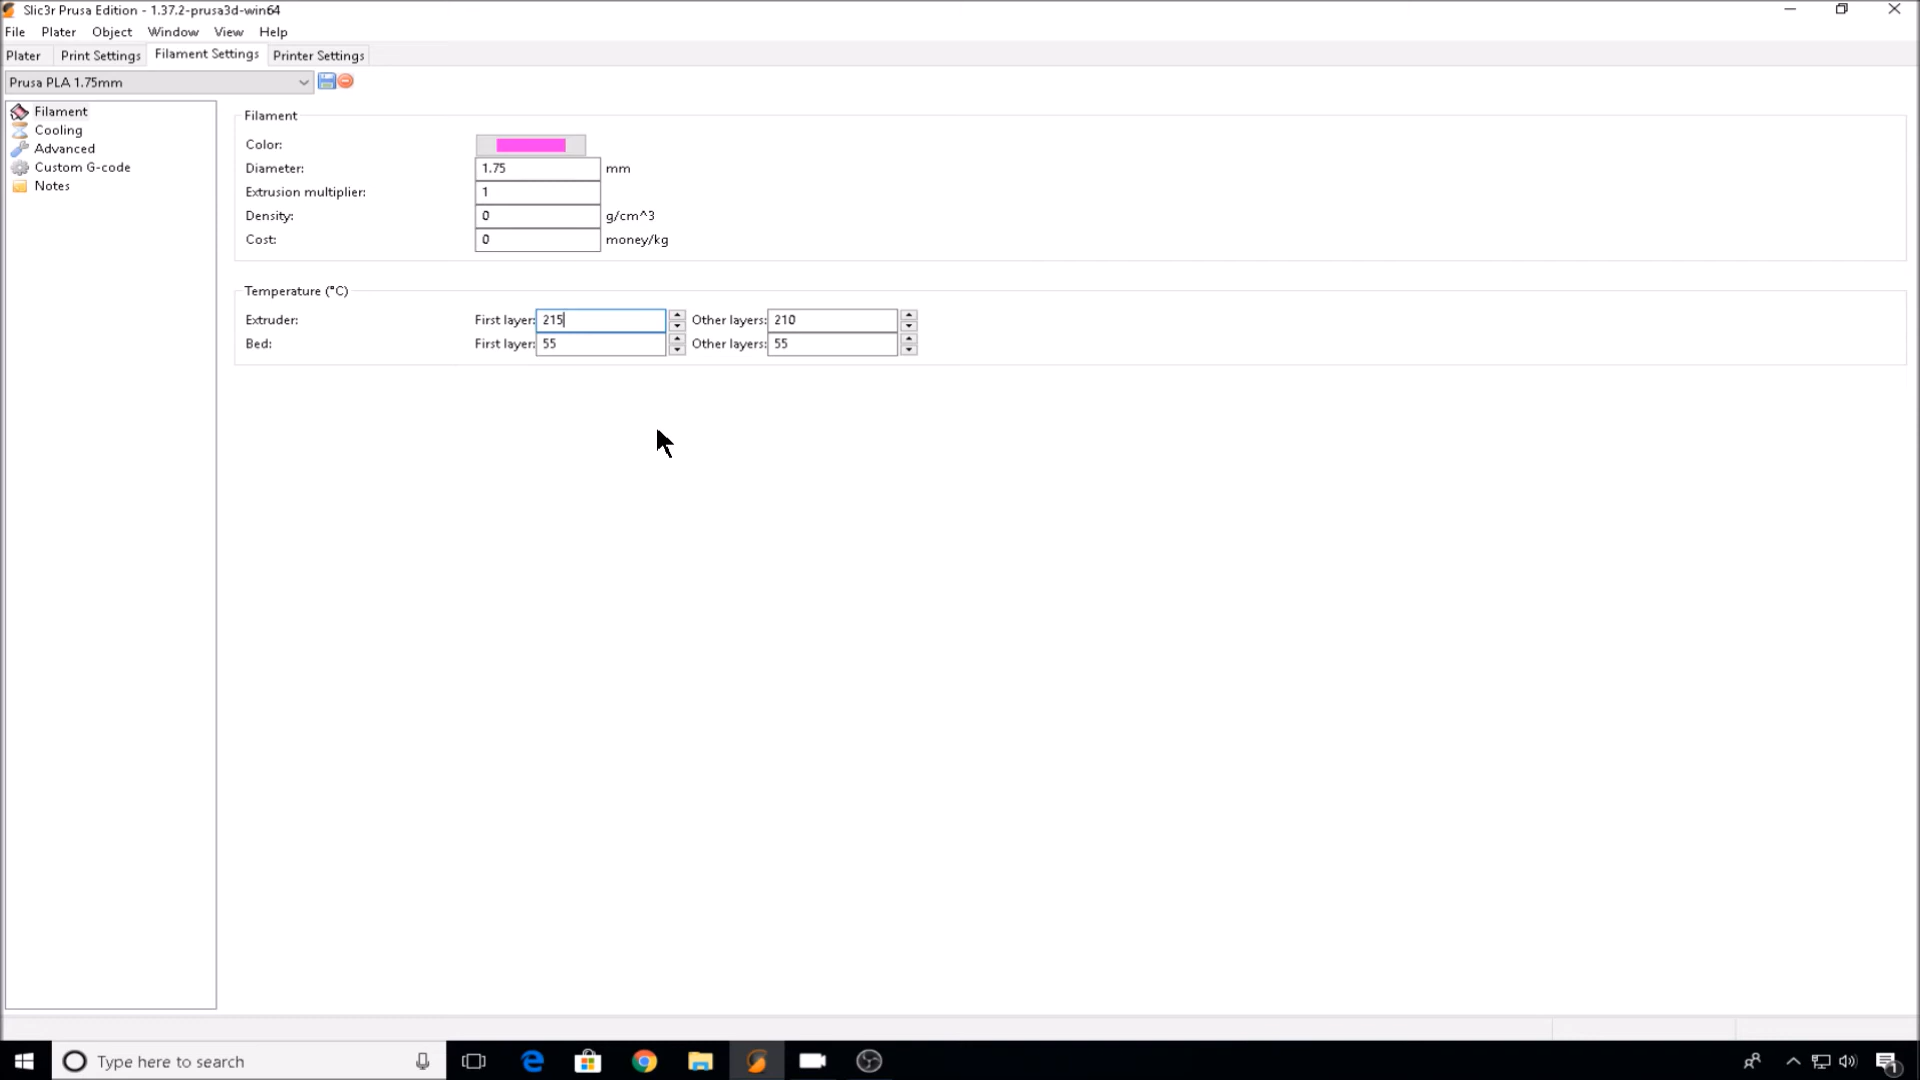 Slic3r Prusa Edition - 1.37.2-prusa3d-win64
File Plater Object Window View Help
Plater Print Settings Filament Settings Printer Settings
Prusa PLA 1.75mm
Filament
Cooling
Advanced
Custom G-code
Notes
Filament
Color:
Diameter: 1.75 mm
Extrusion multiplier: 1
Density: 0 g/cm^3
Cost: 0 money/kg
Temperature (°C)
Extruder: First layer: 215 Other layers: 210
Bed: First layer: 55 Other layers: 55
Type here to search
1